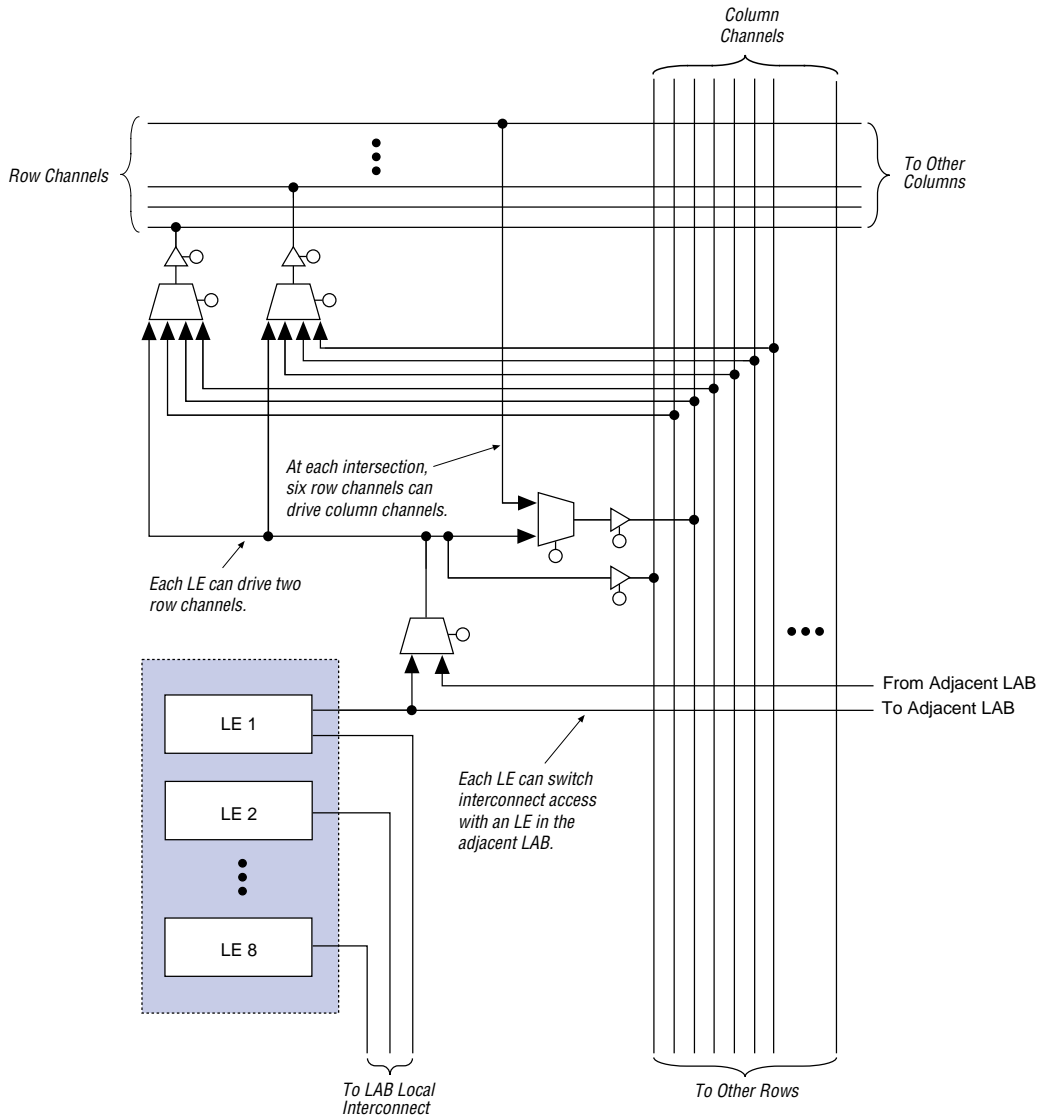 Column
Channels
Row Channels
To Other
Columns
At each intersection,
six row channels can
drive column channels.
Each LE can drive two
row channels.
From Adjacent LAB
To Adjacent LAB
LE 1
Each LE can switch
interconnect access
with an LE in the
adjacent LAB.
LE 2
LE 8
To LAB Local
Interconnect
To Other Rows